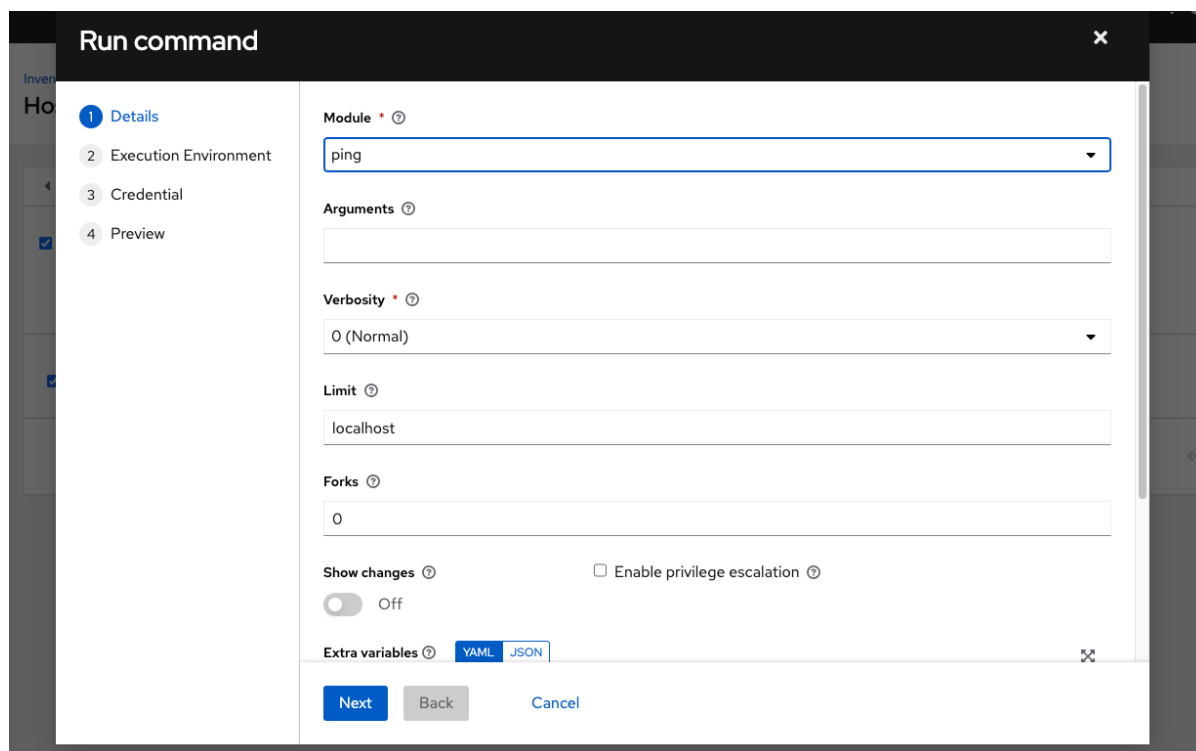 Run command
Inven
Ho
1 Details
2 Execution Environment
3 Credential
4 Preview
Module *
ping
Arguments
Verbosity *
0 (Normal)
Limit
localhost
Forks
0
Show changes
Enable privilege escalation
Off
Extra variables YAML JSON
Next Back Cancel